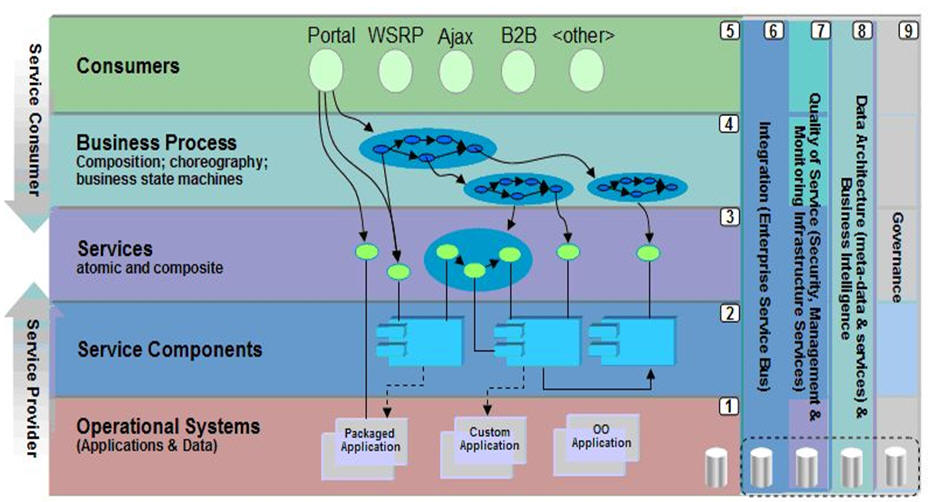 Service Consumer
Service Provider
Portal WSRP Ajax B2B <other>
Consumers
5
Business Process
Composition; choreography;
business state machines
4
Services
atomic and composite
3
Service Components
2
Operational Systems
(Applications & Data)
1
Packaged
Application
Custom
Application
OO
Application
6
Integration (Enterprise Service Bus)
7
Quality of Service (Security, Management &
Monitoring Infrastructure Services)
8
Data Architecture (meta-data & services) &
Business Intelligence
9
Governance